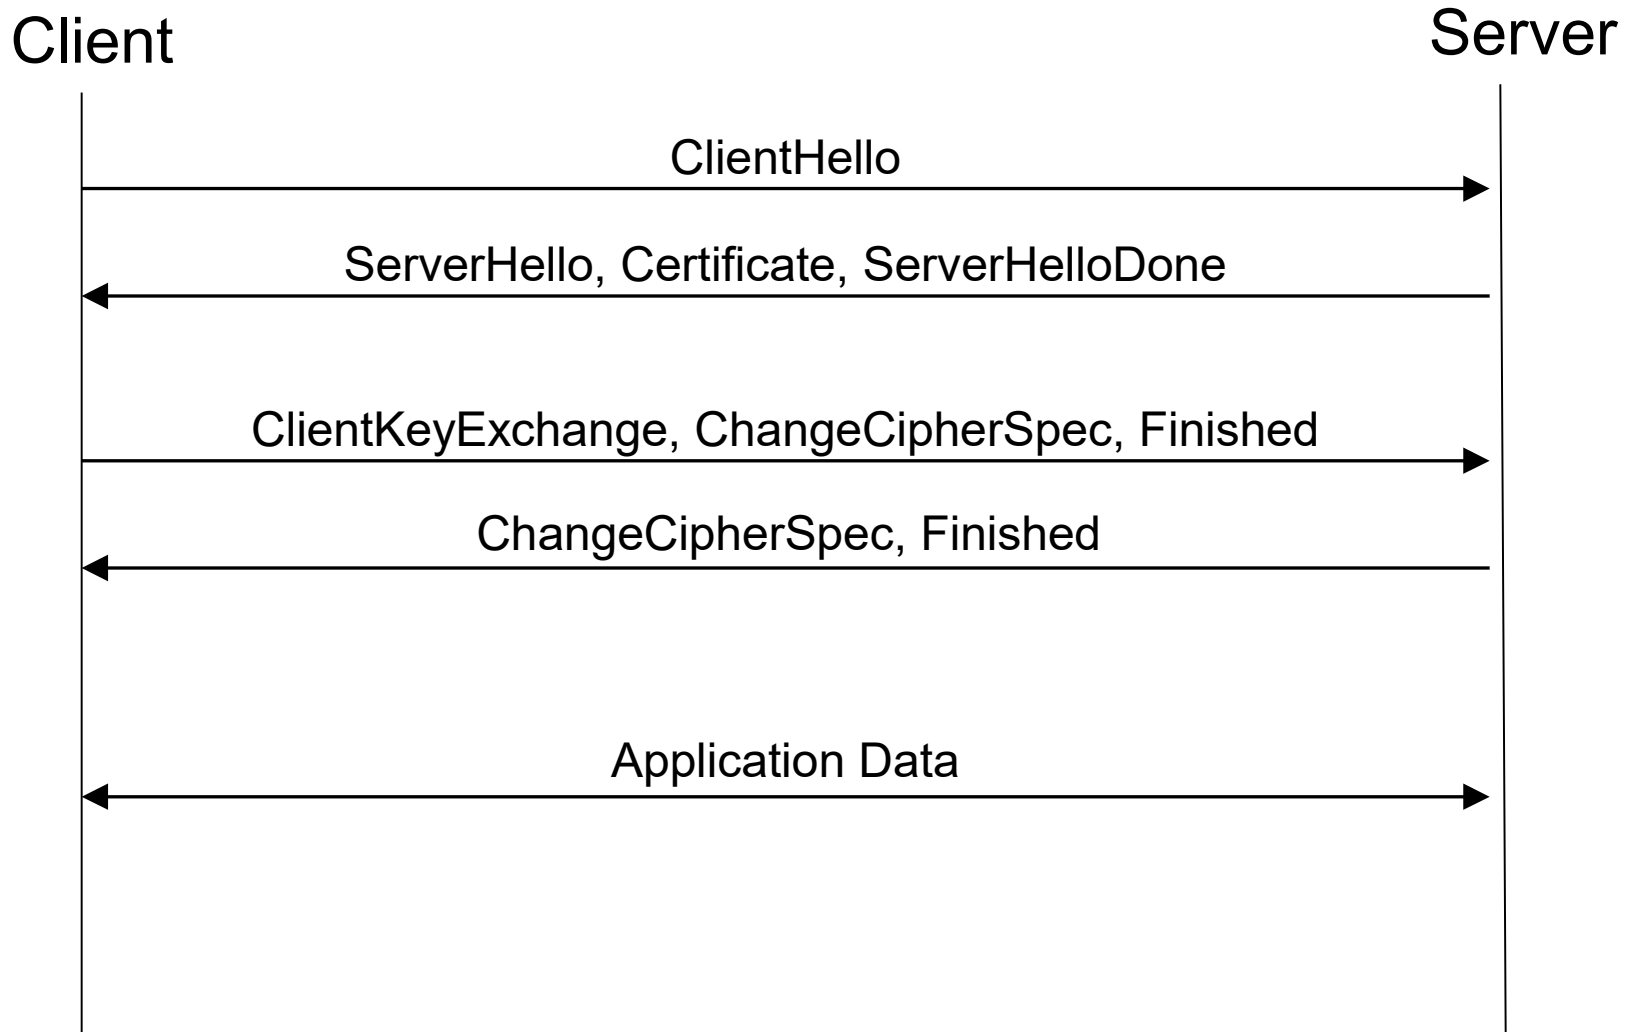 Client
Server
ClientHello
ServerHello, Certificate, ServerHelloDone
ClientKeyExchange, ChangeCipherSpec, Finished
ChangeCipherSpec, Finished
Application Data